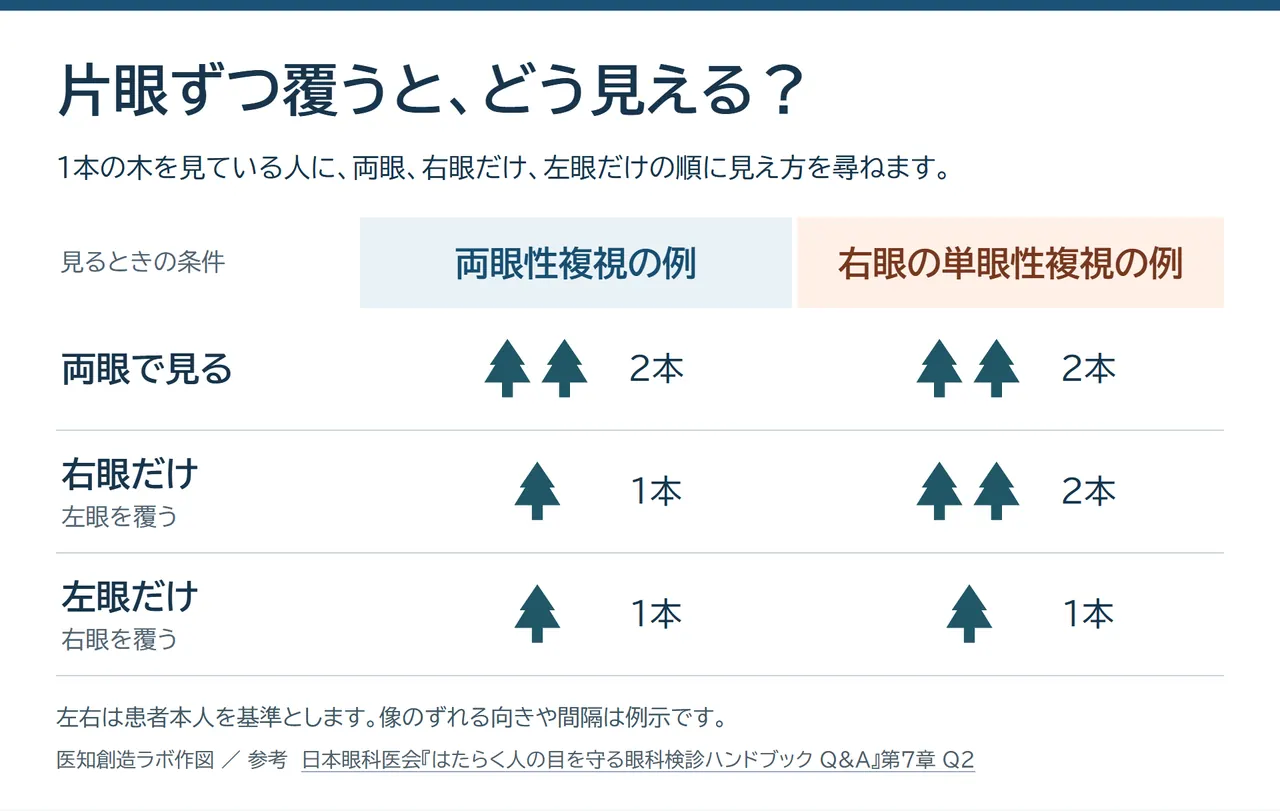 片眼ずつ覆うと、どう見える？
1本の木を見ている人に、両眼、右眼だけ、左眼だけの順に見え方を尋ねます。
見るときの条件
両眼性複視の例
右眼の単眼性複視の例
両眼で見る
2本
2本
右眼だけ
左眼を覆う
1本
2本
左眼だけ
右眼を覆う
1本
1本
左右は患者本人を基準とします。像のずれる向きや間隔は例示です。
医知創造ラボ作図 ／ 参考 日本眼科医会『はたらく人の目を守る眼科検診ハンドブック Q&A』第7章 Q2